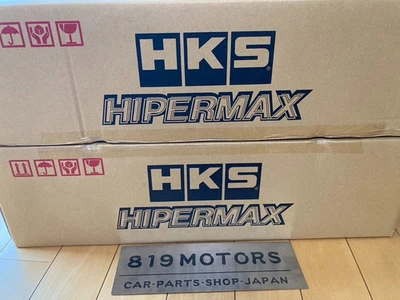 HKS
HIPERMAX
HKS
HIPERMAX
819 MOTORS
CAR-PARTS-SHOP-JAPAN